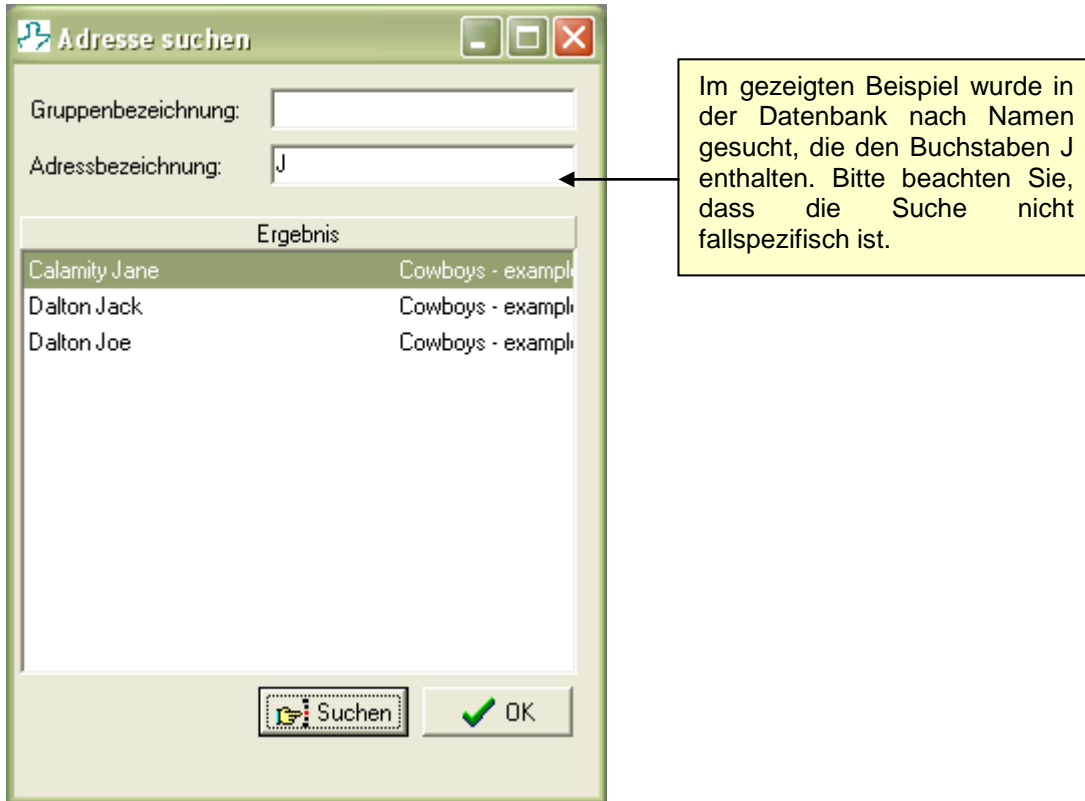 Adresse suchen
Gruppenbezeichnung:
Adressbezeichnung: J
Ergebnis
Calamity Jane Cowboys - exampl
Dalton Jack Cowboys - exampl
Dalton Joe Cowboys - exampl
Suchen OK
Im gezeigten Beispiel wurde in
der Datenbank nach Namen
gesucht, die den Buchstaben J
enthalten. Bitte beachten Sie,
dass die Suche nicht
fallspezifisch ist.